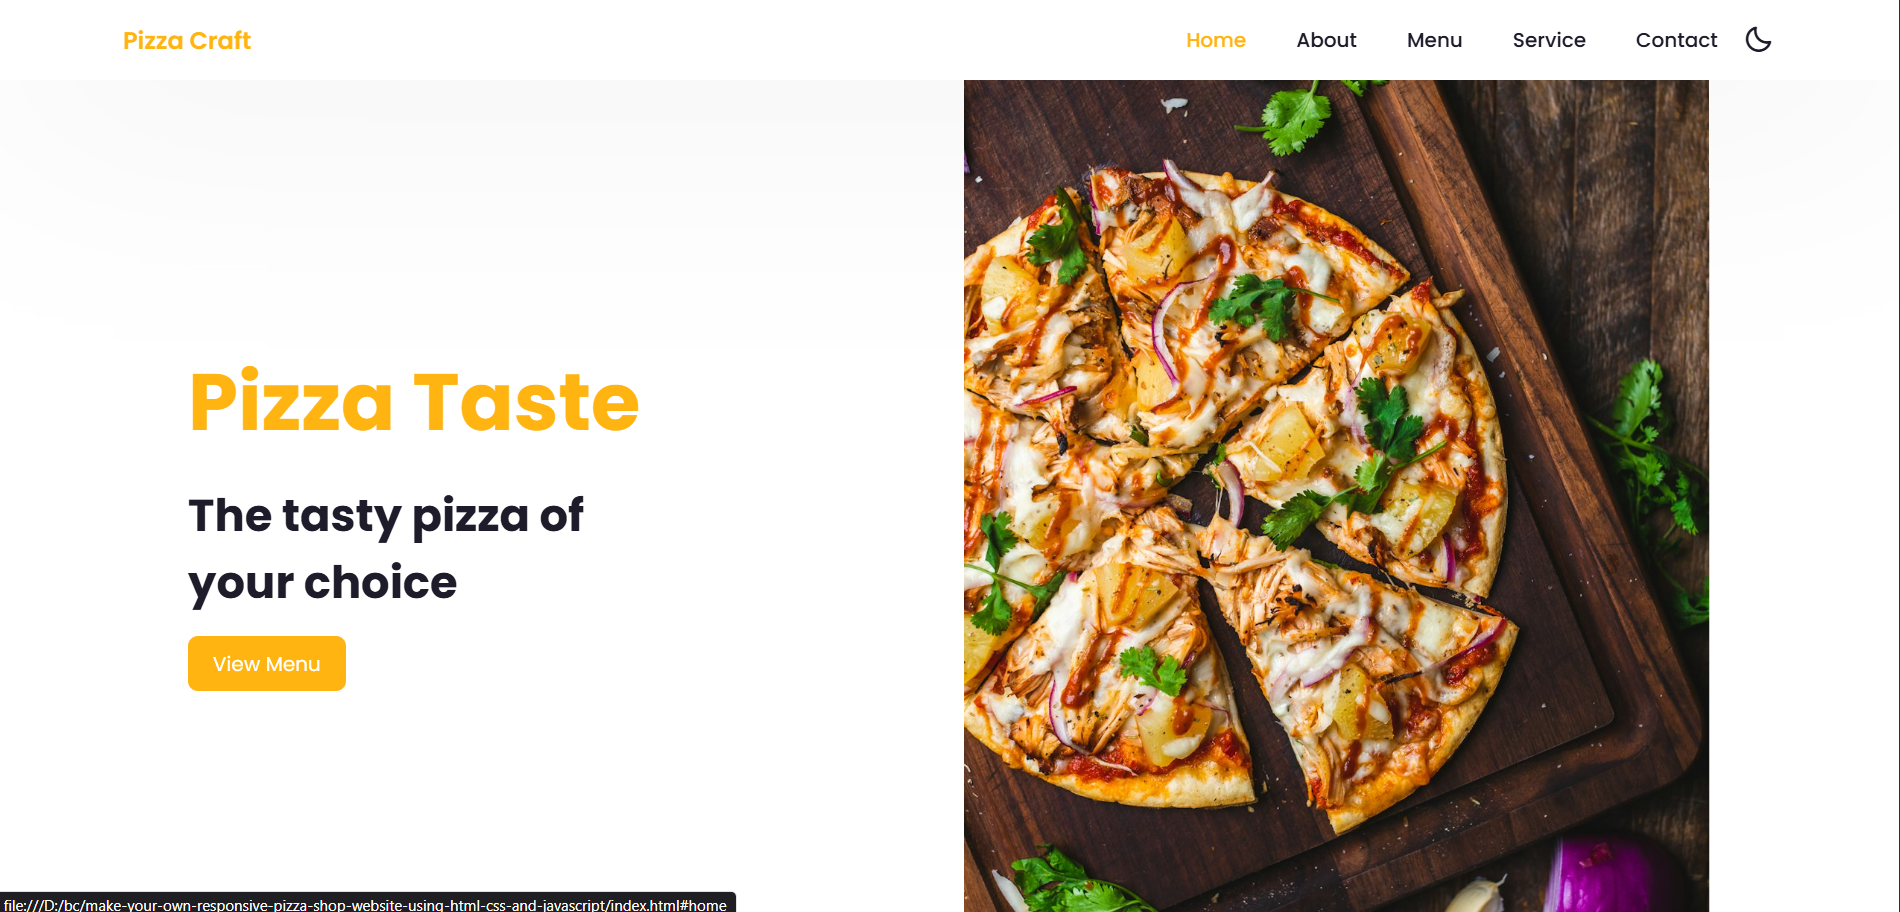 Pizza Craft
Home About Menu Service Contact
Pizza Taste
The tasty pizza of
your choice
View Menu
file:///D:/bc/make-your-own-responsive-pizza-shop-website-using-html-css-and-javascript/index.html#home